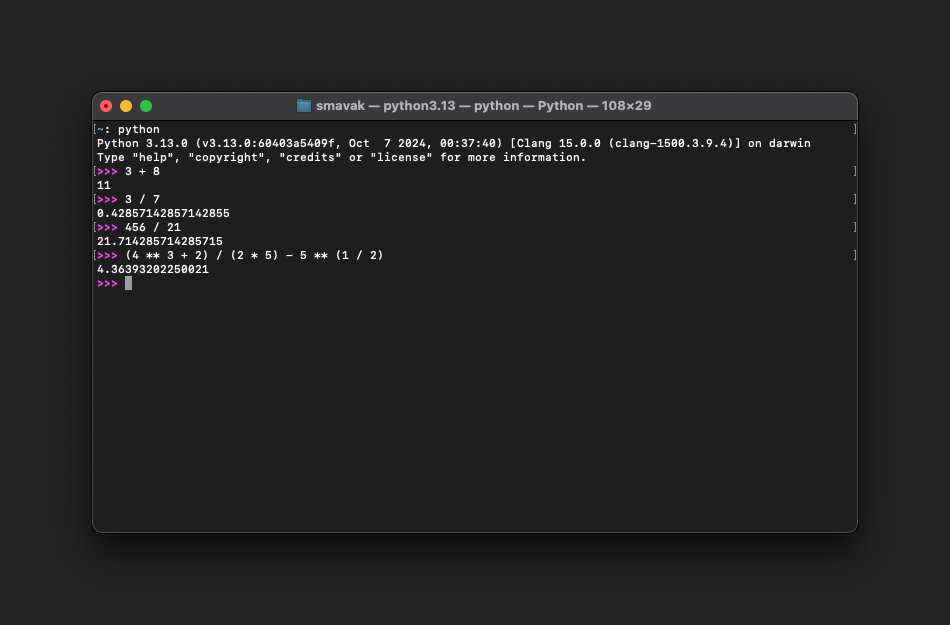 smavak — python3.13 — python — Python — 108×29
[~: python ]
Python 3.13.0 (v3.13.0:60403a5409f, Oct  7 2024, 00:37:40) [Clang 15.0.0 (clang-1500.3.9.4)] on darwin
Type "help", "copyright", "credits" or "license" for more information.
[>>> 3 + 8 ]
11
[>>> 3 / 7 ]
0.42857142857142855
[>>> 456 / 21 ]
21.714285714285715
[>>> (4 ** 3 + 2) / (2 * 5) - 5 ** (1 / 2) ]
4.36393202250021
>>>